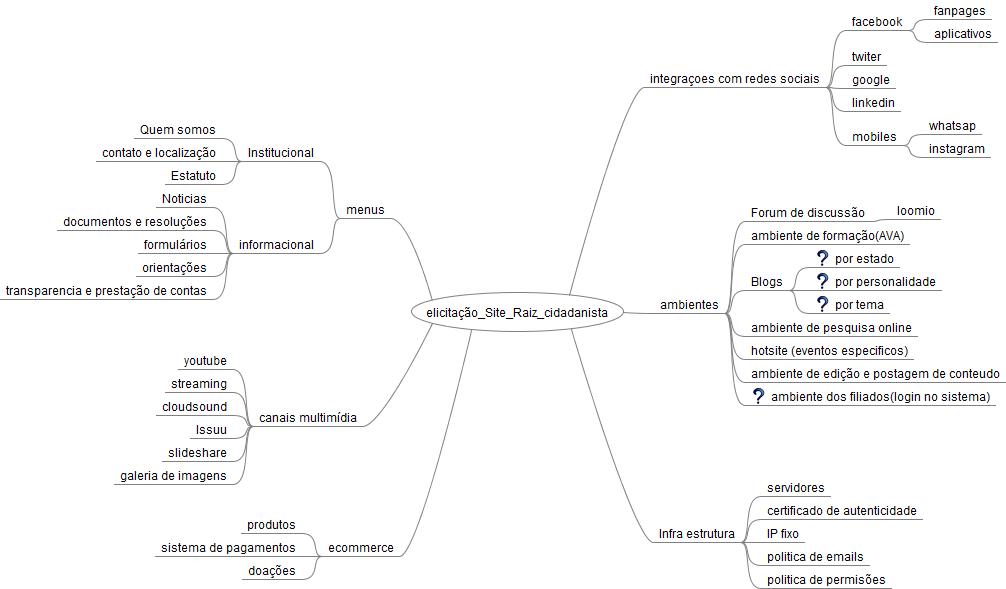 elicitação_Site_Raiz_cidadanista
menus
Institucional
Quem somos
contato e localização
Estatuto
informacional
Noticias
documentos e resoluções
formulários
orientações
transparencia e prestação de contas
canais multimídia
youtube
streaming
cloudsound
Issuu
slideshare
galeria de imagens
ecommerce
produtos
sistema de pagamentos
doações
integraçoes com redes sociais
facebook
fanpages
aplicativos
twiter
google
linkedin
mobiles
whatsap
instagram
ambientes
Forum de discussão
loomio
ambiente de formação(AVA)
Blogs
? por estado
? por personalidade
? por tema
ambiente de pesquisa online
hotsite (eventos especificos)
ambiente de edição e postagem de conteudo
? ambiente dos filiados(login no sistema)
Infra estrutura
servidores
certificado de autenticidade
IP fixo
politica de emails
politica de permisões